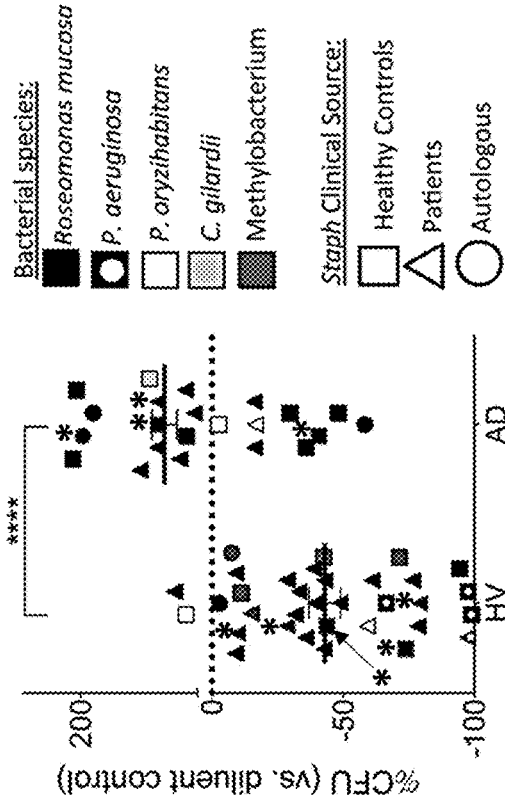 %CFU (vs. diluent control)
200
0
-50
-100
****
*
*
*
*
*
*
*
*
*
*
HV
AD
Bacterial species:
Roseamonas mucosa
P. aeruginosa
P. oryzihabitans
C. gilardii
Methylobacterium
Staph Clinical Source:
Healthy Controls
Patients
Autologous